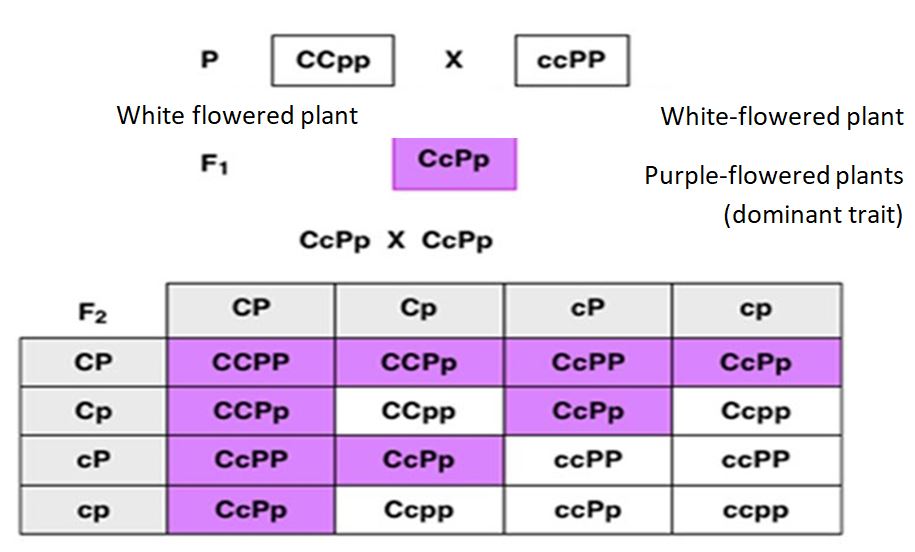 P CCpp X ccPP
White flowered plant White-flowered plant
F₁ CcPp
Purple-flowered plants
(dominant trait)
CcPp X CcPp
F₂ CP Cp cP cp
CP CCPP CCPp CcPP CcPp
Cp CCPp CCpp CcPp Ccpp
cP CcPP CcPp ccPP ccPP
cp CcPp Ccpp ccPp ccpp